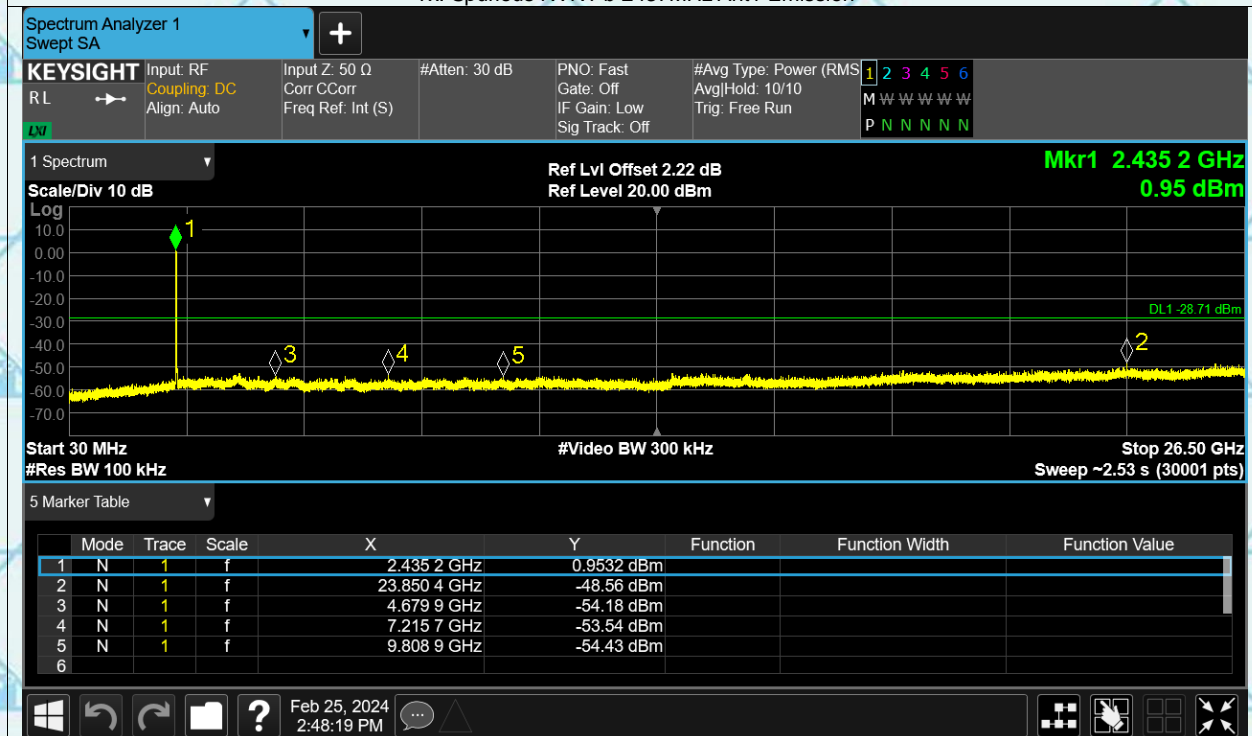 Spectrum Analyzer 1
Swept SA
+
KEYSIGHT
RL
LXI
Input: RF
Coupling: DC
Align: Auto
Input Z: 50 Ω
Corr CCorr
Freq Ref: Int (S)
#Atten: 30 dB
PNO: Fast
Gate: Off
IF Gain: Low
Sig Track: Off
#Avg Type: Power (RMS
Avg|Hold: 10/10
Trig: Free Run
1 2 3 4 5 6
M W W W W W
P N N N N N
1 Spectrum
Scale/Div 10 dB
Log
Ref Lvl Offset 2.22 dB
Ref Level 20.00 dBm
Mkr1 2.435 2 GHz
0.95 dBm
10.0
0.00
-10.0
-20.0
-30.0
-40.0
-50.0
-60.0
-70.0
1
DL1 -28.71 dBm
2
3
4
5
Start 30 MHz
#Res BW 100 kHz
#Video BW 300 kHz
Stop 26.50 GHz
Sweep ~2.53 s (30001 pts)
5 Marker Table
Mode Trace Scale X Y Function Function Width Function Value
1 N 1 f 2.435 2 GHz 0.9532 dBm
2 N 1 f 23.850 4 GHz -48.56 dBm
3 N 1 f 4.679 9 GHz -54.18 dBm
4 N 1 f 7.215 7 GHz -53.54 dBm
5 N 1 f 9.808 9 GHz -54.43 dBm
6
?
Feb 25, 2024
2:48:19 PM